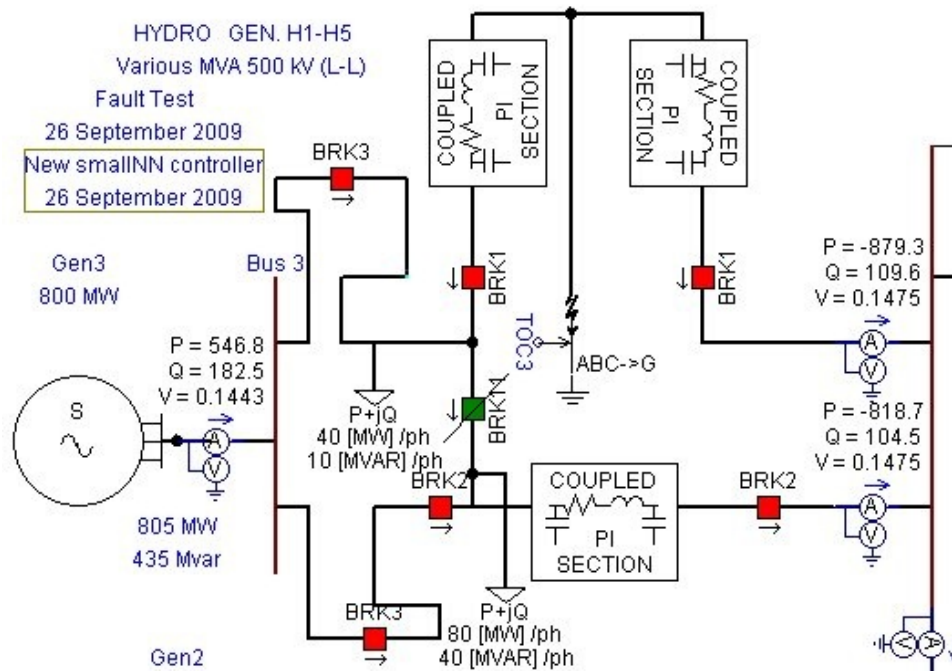 HYDRO GEN. H1-H5
Various MVA 500 kV (L-L)
Fault Test
26 September 2009
New smallNN controller
26 September 2009
BRK3
COUPLED
PI
SECTION
COUPLED
PI
SECTION
Gen3
800 MW
Bus 3
BRK1
BRK1
P = -879.3
Q = 109.6
V = 0.1475
A
V
P = 546.8
Q = 182.5
V = 0.1443
A
V
S
TOC3
ABC->G
P+jQ
40 [MW] /ph
10 [MVAR] /ph
P = -818.7
Q = 104.5
V = 0.1475
A
V
BRK2
COUPLED
PI
SECTION
BRK2
805 MW
435 Mvar
BRK3
P+jQ
80 [MW] /ph
40 [MVAR] /ph
Gen2
V
A